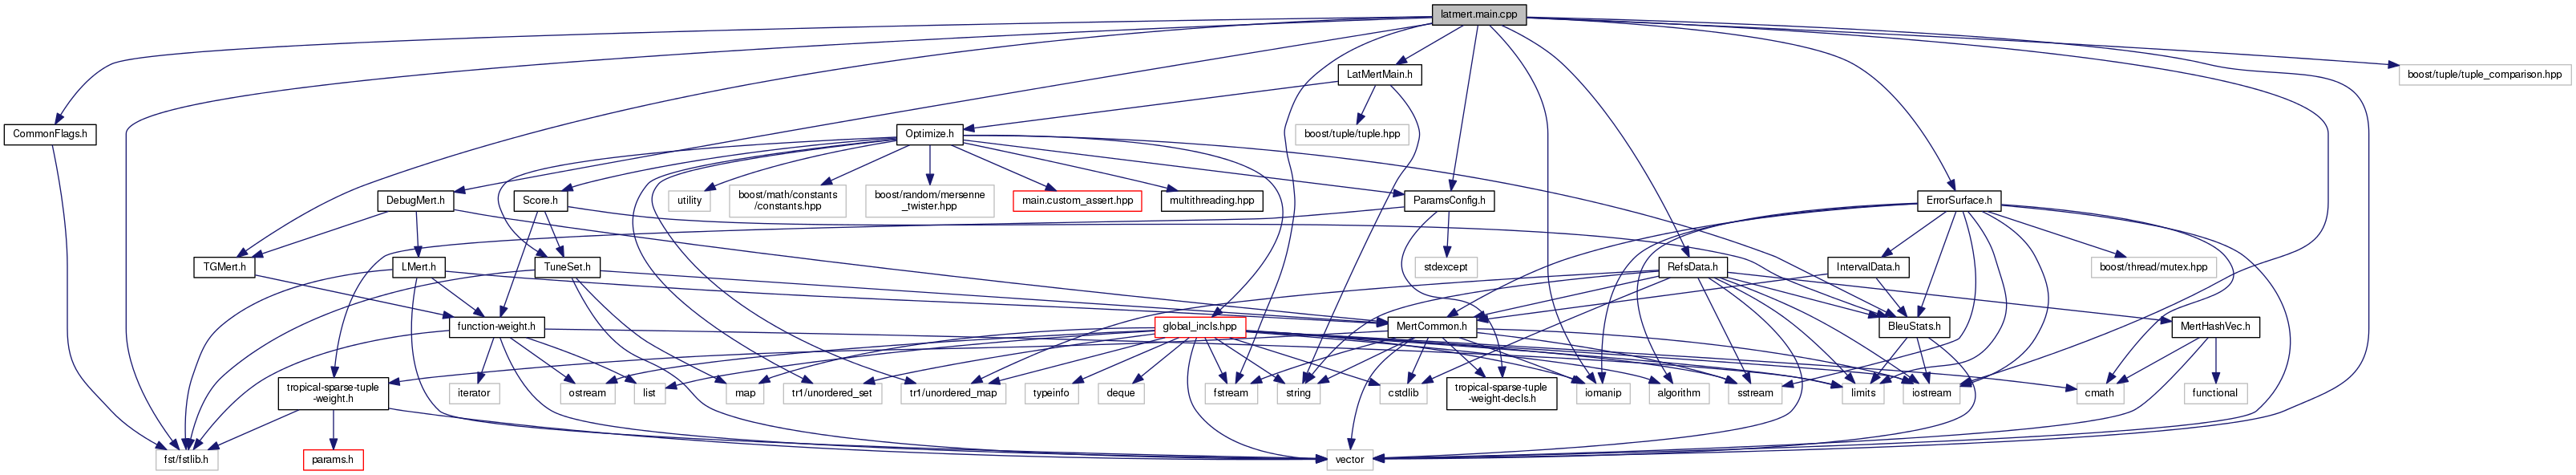 latmert.main.cpp
LatMertMain.h
boost/tuple/tuple_comparison.hpp
CommonFlags.h
Optimize.h
boost/tuple/tuple.hpp
DebugMert.h
Score.h
utility
boost/math/constants
/constants.hpp
boost/random/mersenne
_twister.hpp
main.custom_assert.hpp
multithreading.hpp
ParamsConfig.h
ErrorSurface.h
TGMert.h
LMert.h
TuneSet.h
stdexcept
RefsData.h
IntervalData.h
boost/thread/mutex.hpp
function-weight.h
global_incls.hpp
MertCommon.h
BleuStats.h
MertHashVec.h
tropical-sparse-tuple
-weight.h
iterator
ostream
list
map
tr1/unordered_set
tr1/unordered_map
typeinfo
deque
fstream
string
cstdlib
tropical-sparse-tuple
-weight-decls.h
iomanip
algorithm
sstream
limits
iostream
cmath
functional
fst/fstlib.h
params.h
vector